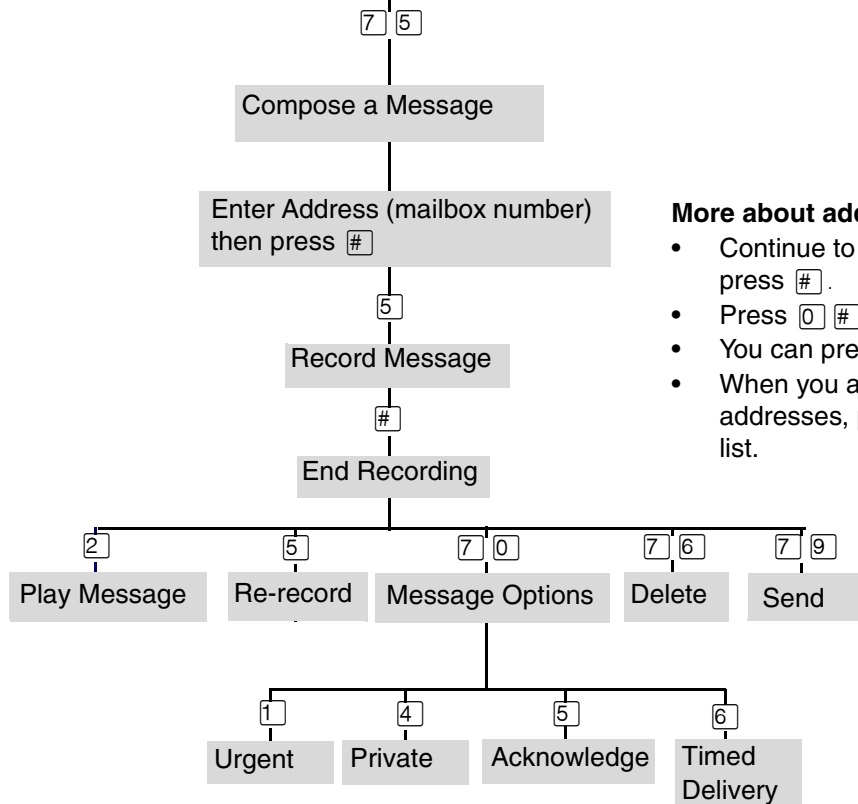 7 5
Compose a Message
Enter Address (mailbox number)
then press #
5
Record Message
#
End Recording
2
5
7 0
7 6
7 9
Play Message
Re-record
Message Options
Delete
Send
1
4
5
6
Urgent
Private
Acknowledge
Timed
Delivery
More about
• Continue to
press # .
• Press 0 #
• You can
• When you
addresses,
list.